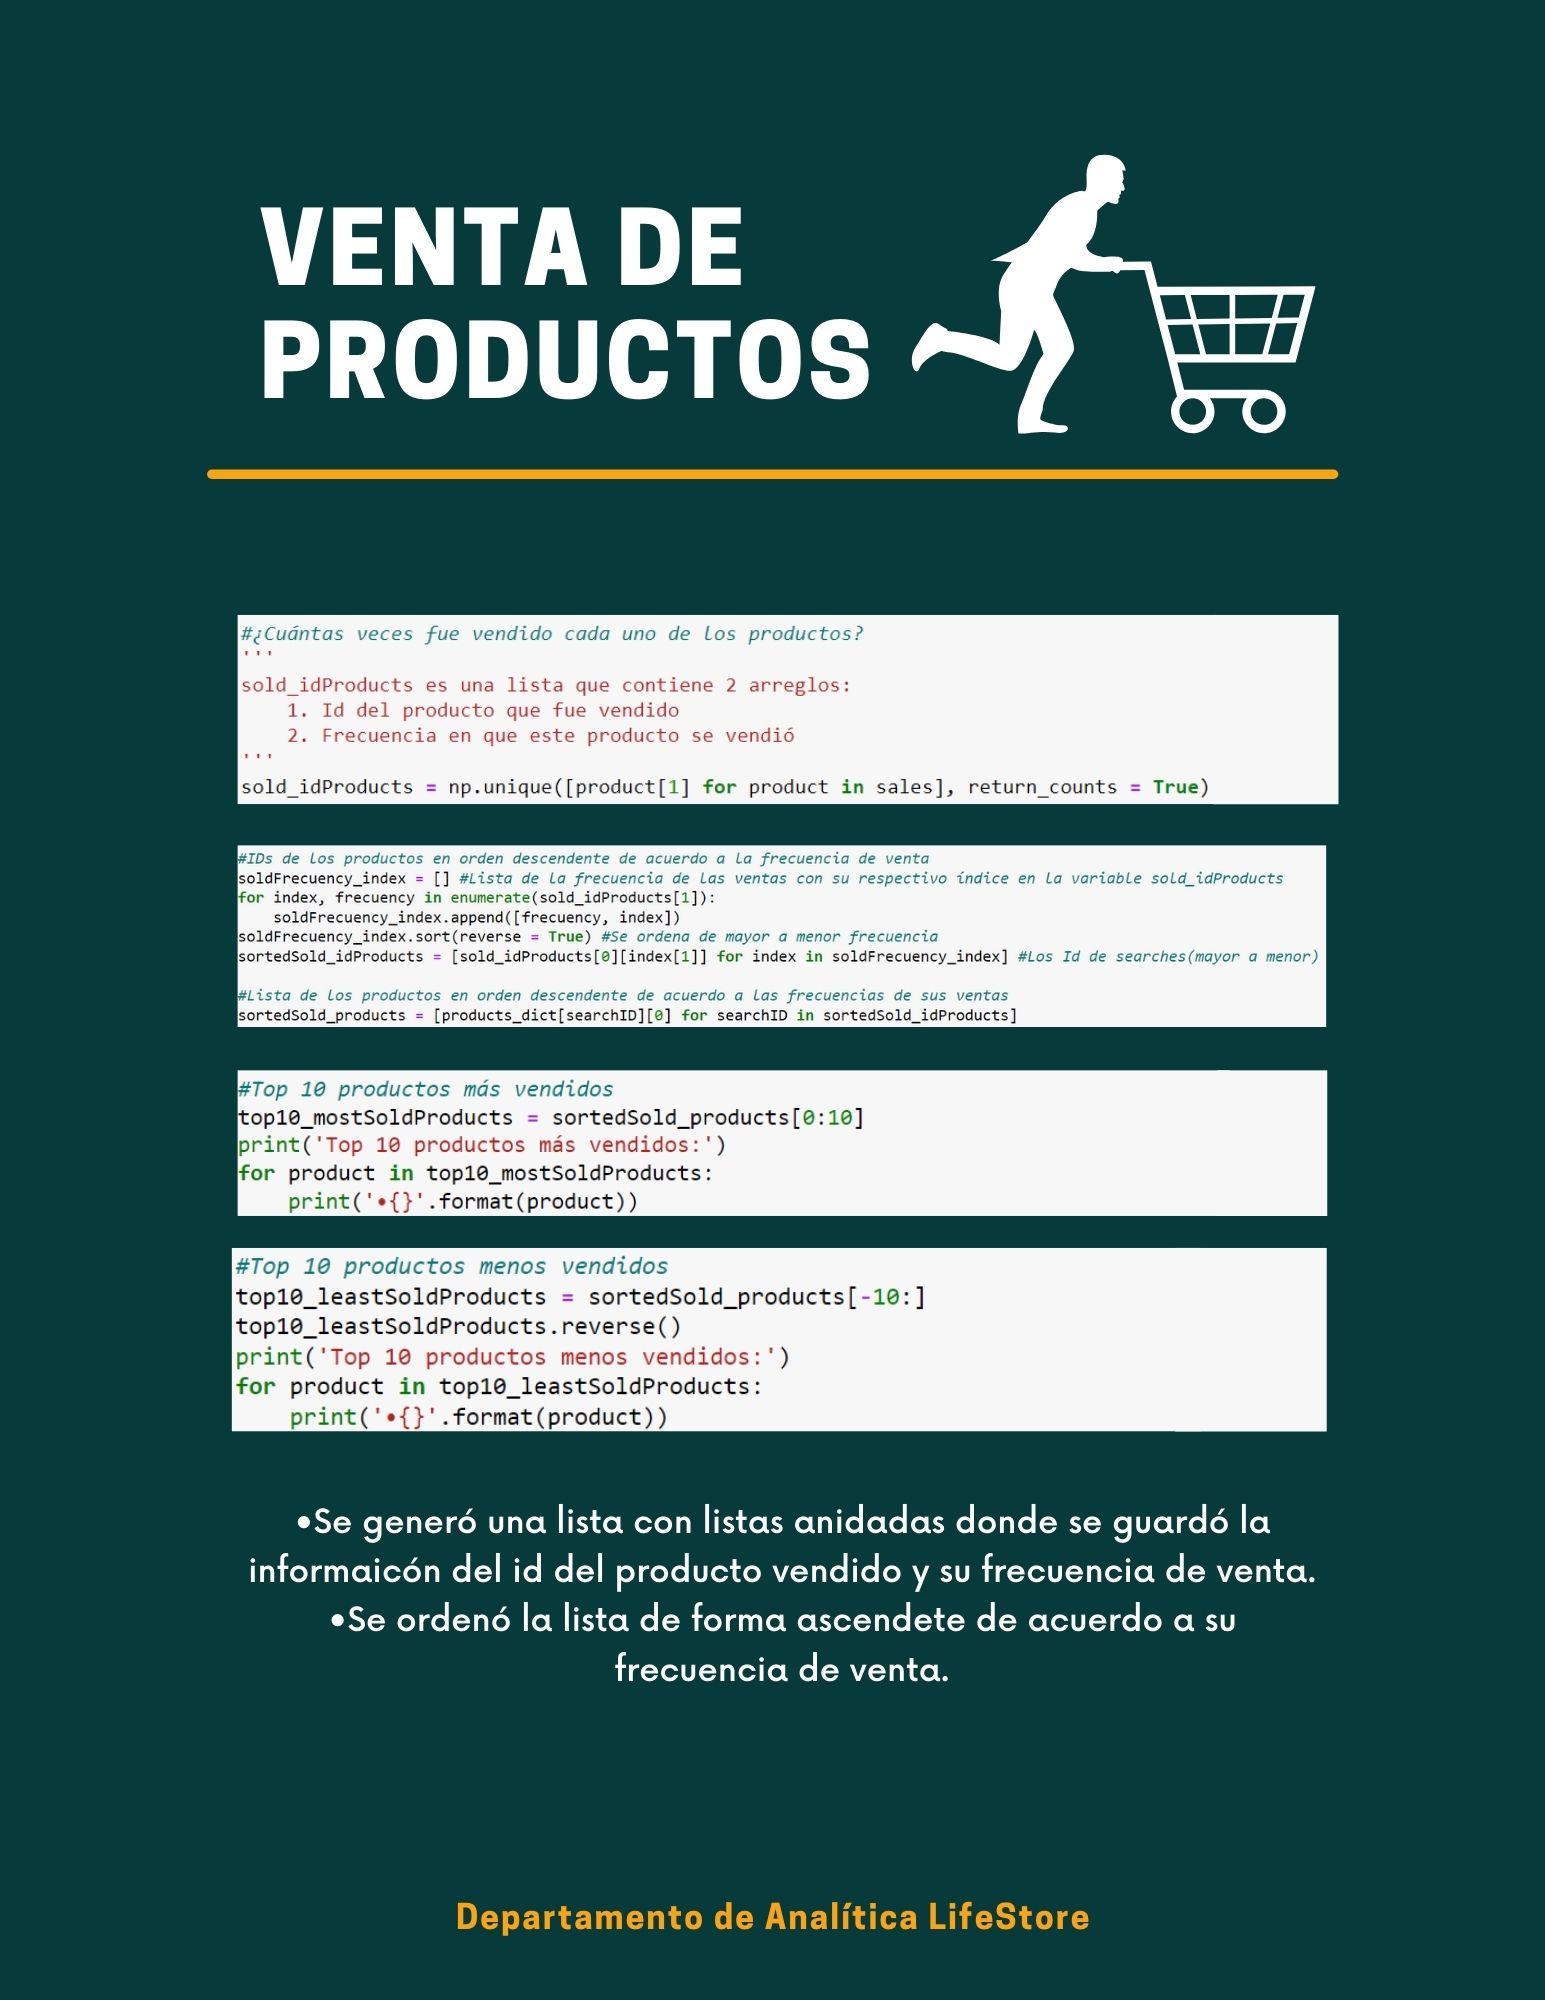 VENTA DE
PRODUCTOS
#¿Cuántas veces fue vendido cada uno de los productos?
'''
sold_idProducts es una lista que contiene 2 arreglos:
    1. Id del producto que fue vendido
    2. Frecuencia en que este producto se vendió
'''
sold_idProducts = np.unique([product[1] for product in sales], return_counts = True)
#IDs de los productos en orden descendente de acuerdo a la frecuencia de venta
soldFrecuency_index = [] #Lista de la frecuencia de las ventas con su respectivo índice en la variable sold_idProducts
for index, frecuency in enumerate(sold_idProducts[1]):
    soldFrecuency_index.append([frecuency, index])
soldFrecuency_index.sort(reverse = True) #Se ordena de mayor a menor frecuencia
sortedSold_idProducts = [sold_idProducts[0][index[1]] for index in soldFrecuency_index] #Los Id de searches(mayor a menor)
#Lista de los productos en orden descendente de acuerdo a las frecuencias de sus ventas
sortedSold_products = [products_dict[searchID][0] for searchID in sortedSold_idProducts]
#Top 10 productos más vendidos
top10_mostSoldProducts = sortedSold_products[0:10]
print('Top 10 productos más vendidos:')
for product in top10_mostSoldProducts:
    print('•{}'.format(product))
#Top 10 productos menos vendidos
top10_leastSoldProducts = sortedSold_products[-10:]
top10_leastSoldProducts.reverse()
print('Top 10 productos menos vendidos:')
for product in top10_leastSoldProducts:
    print('•{}'.format(product))
•Se generó una lista con listas anidadas donde se guardó la
informaicón del id del producto vendido y su frecuencia de venta.
•Se ordenó la lista de forma ascendete de acuerdo a su
frecuencia de venta.
Departamento de Analítica LifeStore